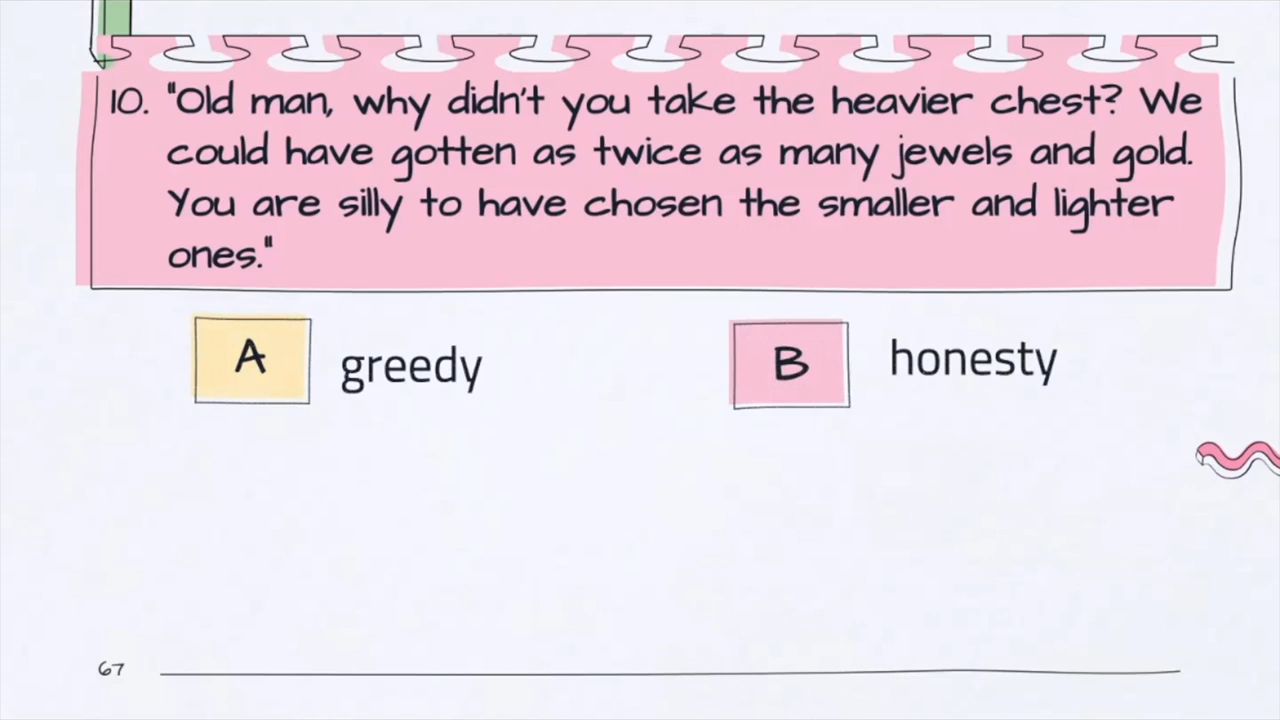 10. "Old man, why didn't you take the heavier chest? We
could have gotten as twice as many jewels and gold.
You are silly to have chosen the smaller and lighter
ones."
A greedy
B honesty
67